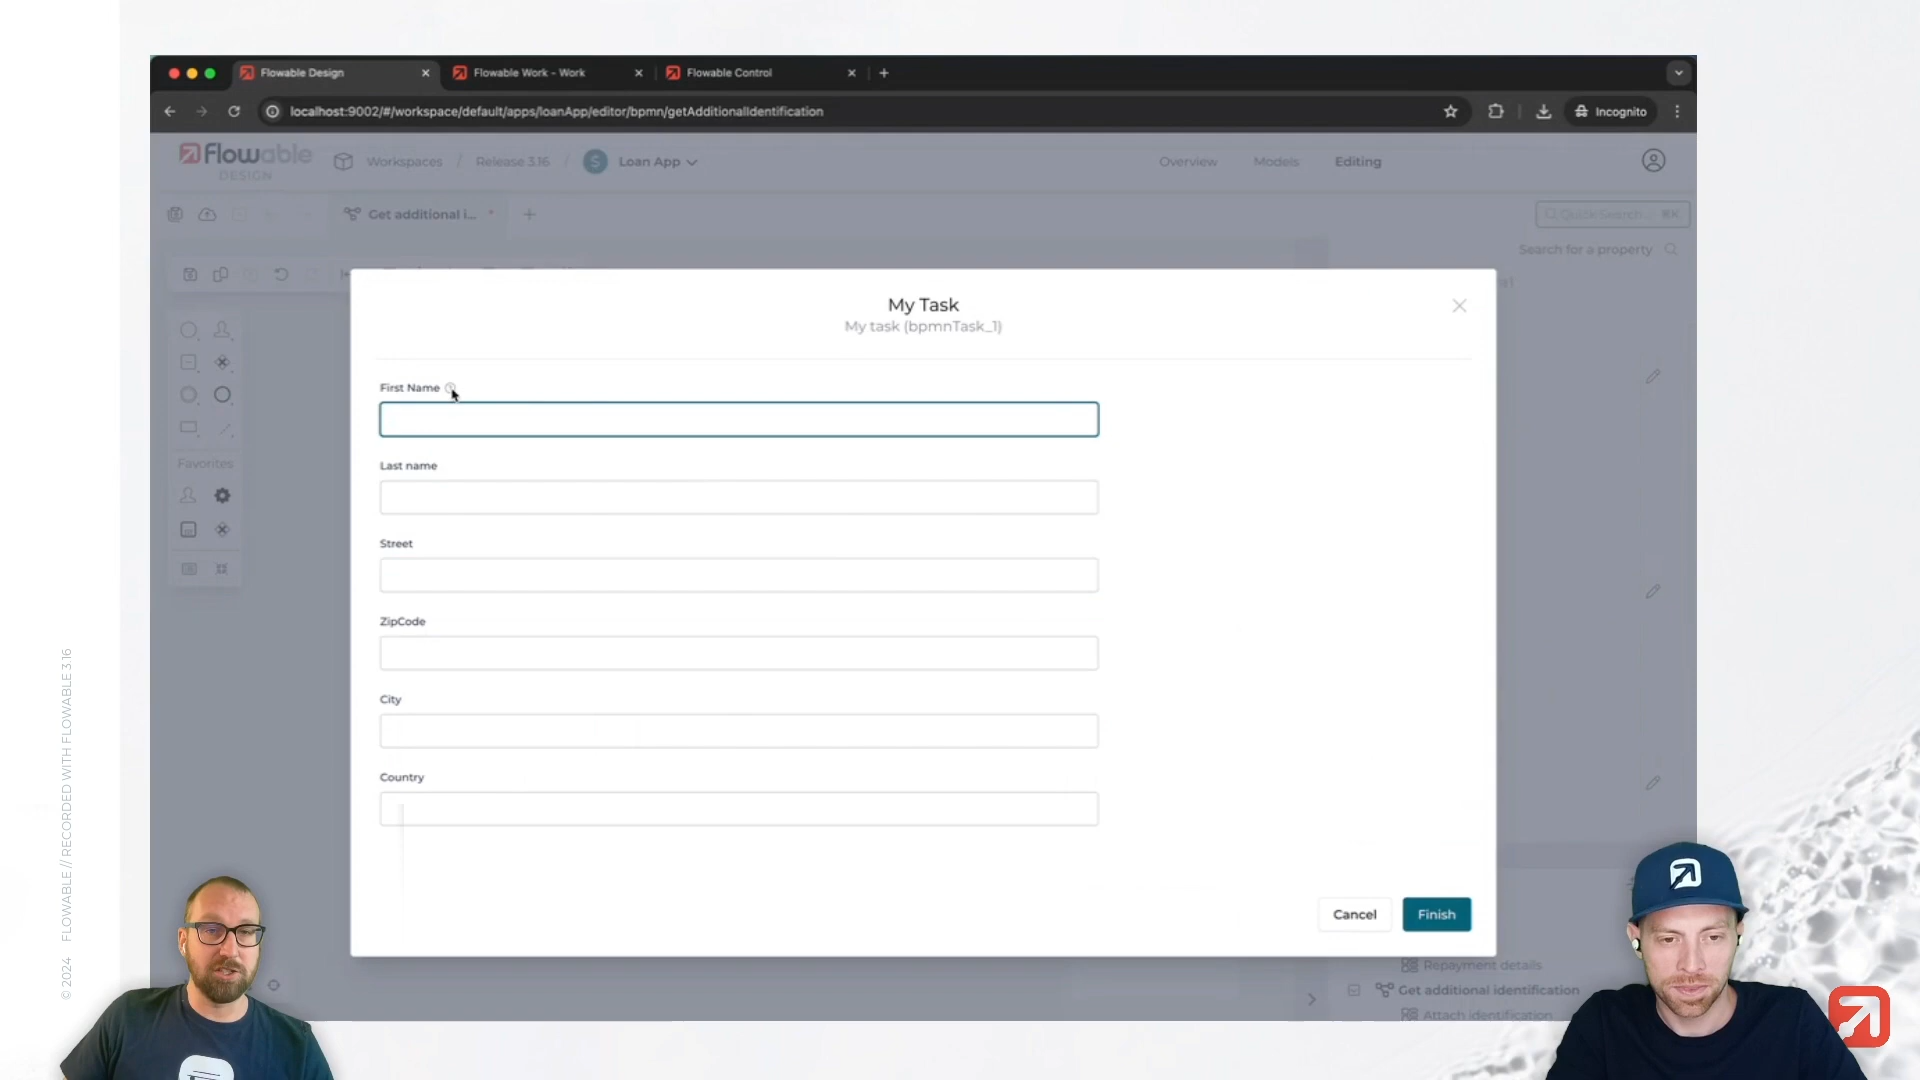 Flowable Design
Flowable Work - Work
Flowable Control
localhost:9002/#/workspace/default/apps/loanApp/editor/bpmn/getAdditionalIdentification
Incognito
Flowable
DESIGN
Workspaces / Release 3.16 / S Loan App
Overview
Models
Editing
Get additional i... *
Quick Search... ⌘K
Search for a property
My Task
My task (bpmnTask_1)
First Name
Last name
Street
ZipCode
City
Country
Favorites
Cancel
Finish
Repayment details
Get additional identification
Attach identification
© 2024 FLOWABLE // RECORDED WITH FLOWABLE 3.16